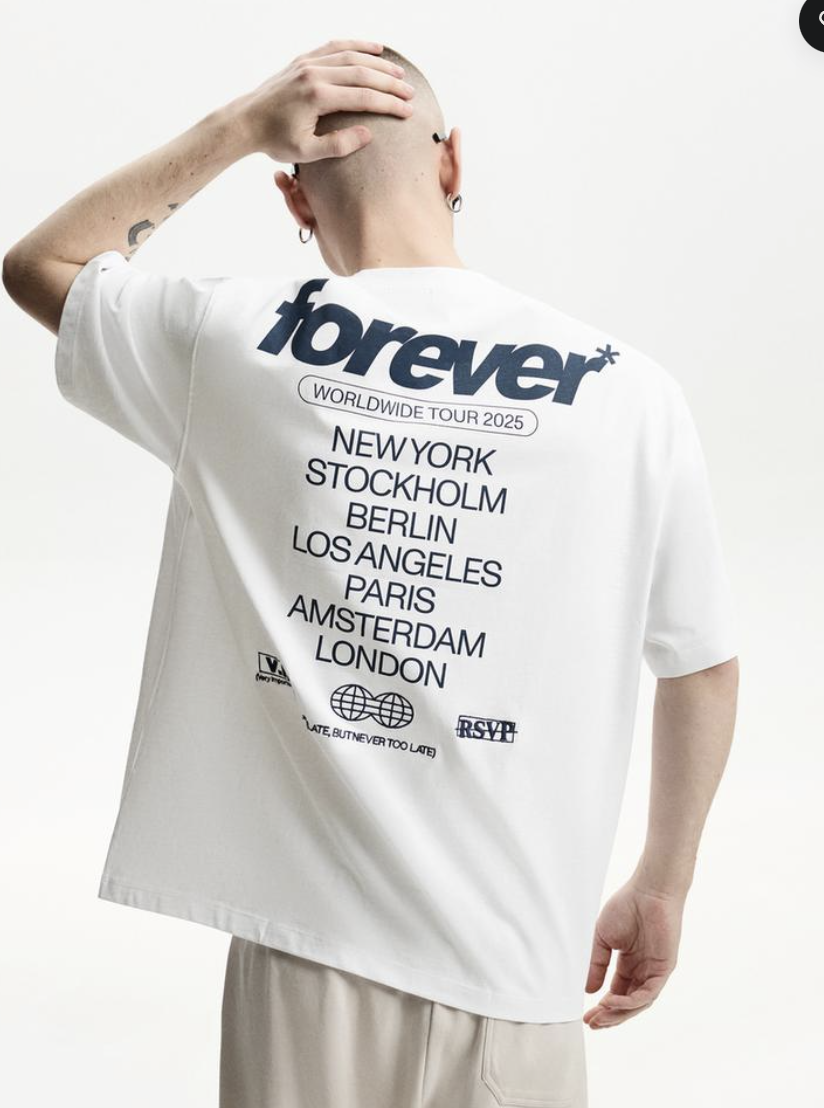 forever*
WORLDWIDE TOUR 2025
NEW YORK
STOCKHOLM
BERLIN
LOS ANGELES
PARIS
AMSTERDAM
LONDON
(Very
RSVP
LATE, BUT NEVER TOO LATE)